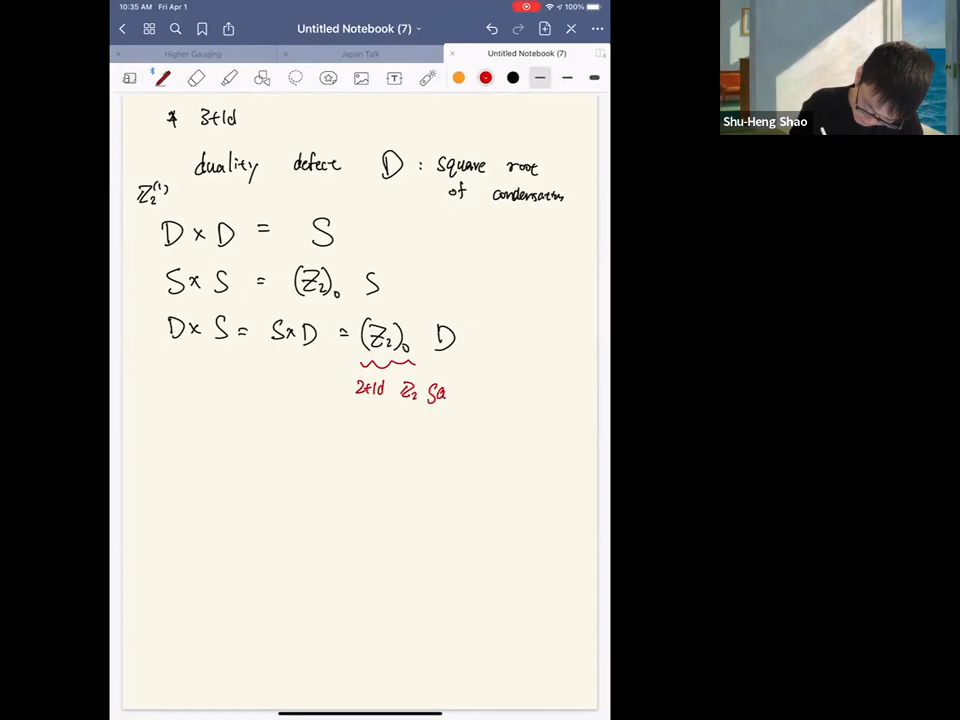 10:35 AM Fri Apr 1
100%
Untitled Notebook (7)
Higher Gauging
Japan Talk
Untitled Notebook (7)
Shu-Heng Shao
* 3+1d
duality defect D : square root
of condensation
ℤ₂⁽¹⁾
D × D = S
S × S = (ℤ₂)₀ S
D × S = S × D = (ℤ₂)₀ D
2+1d ℤ₂